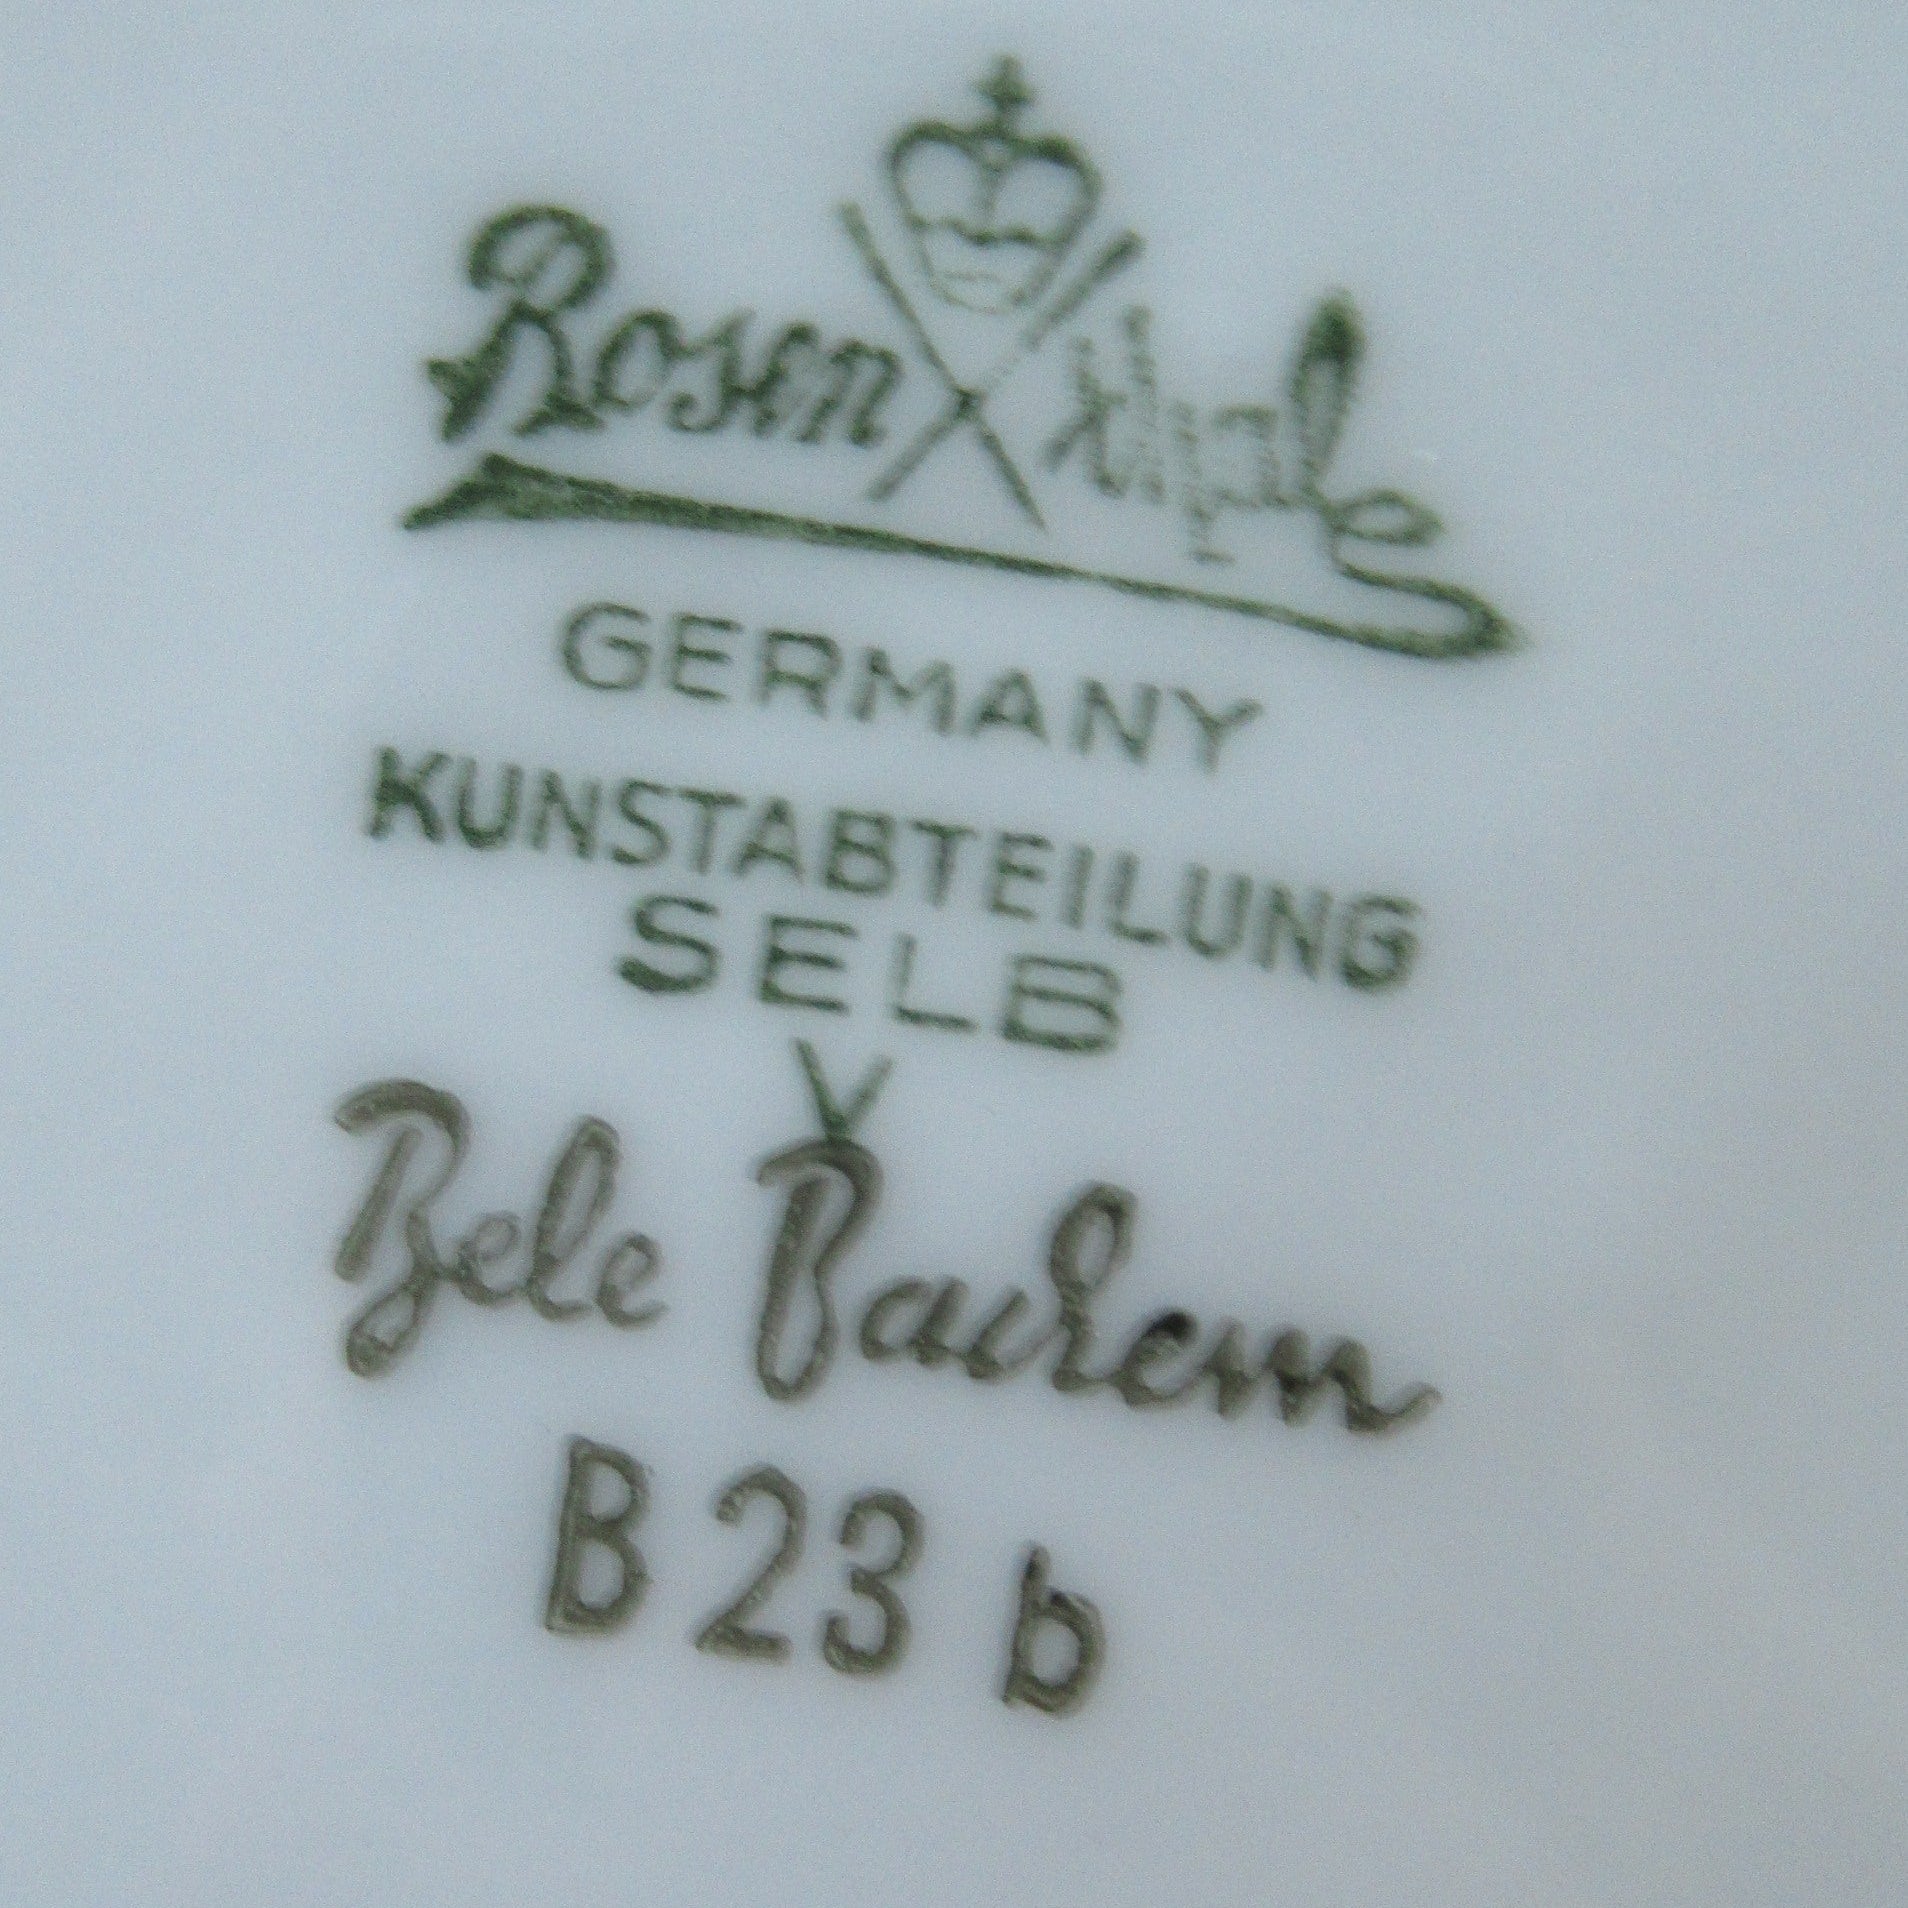 Rosenthal
GERMANY
KUNSTABTEILUNG
SELB
V
Bele Bachem
B 23 b